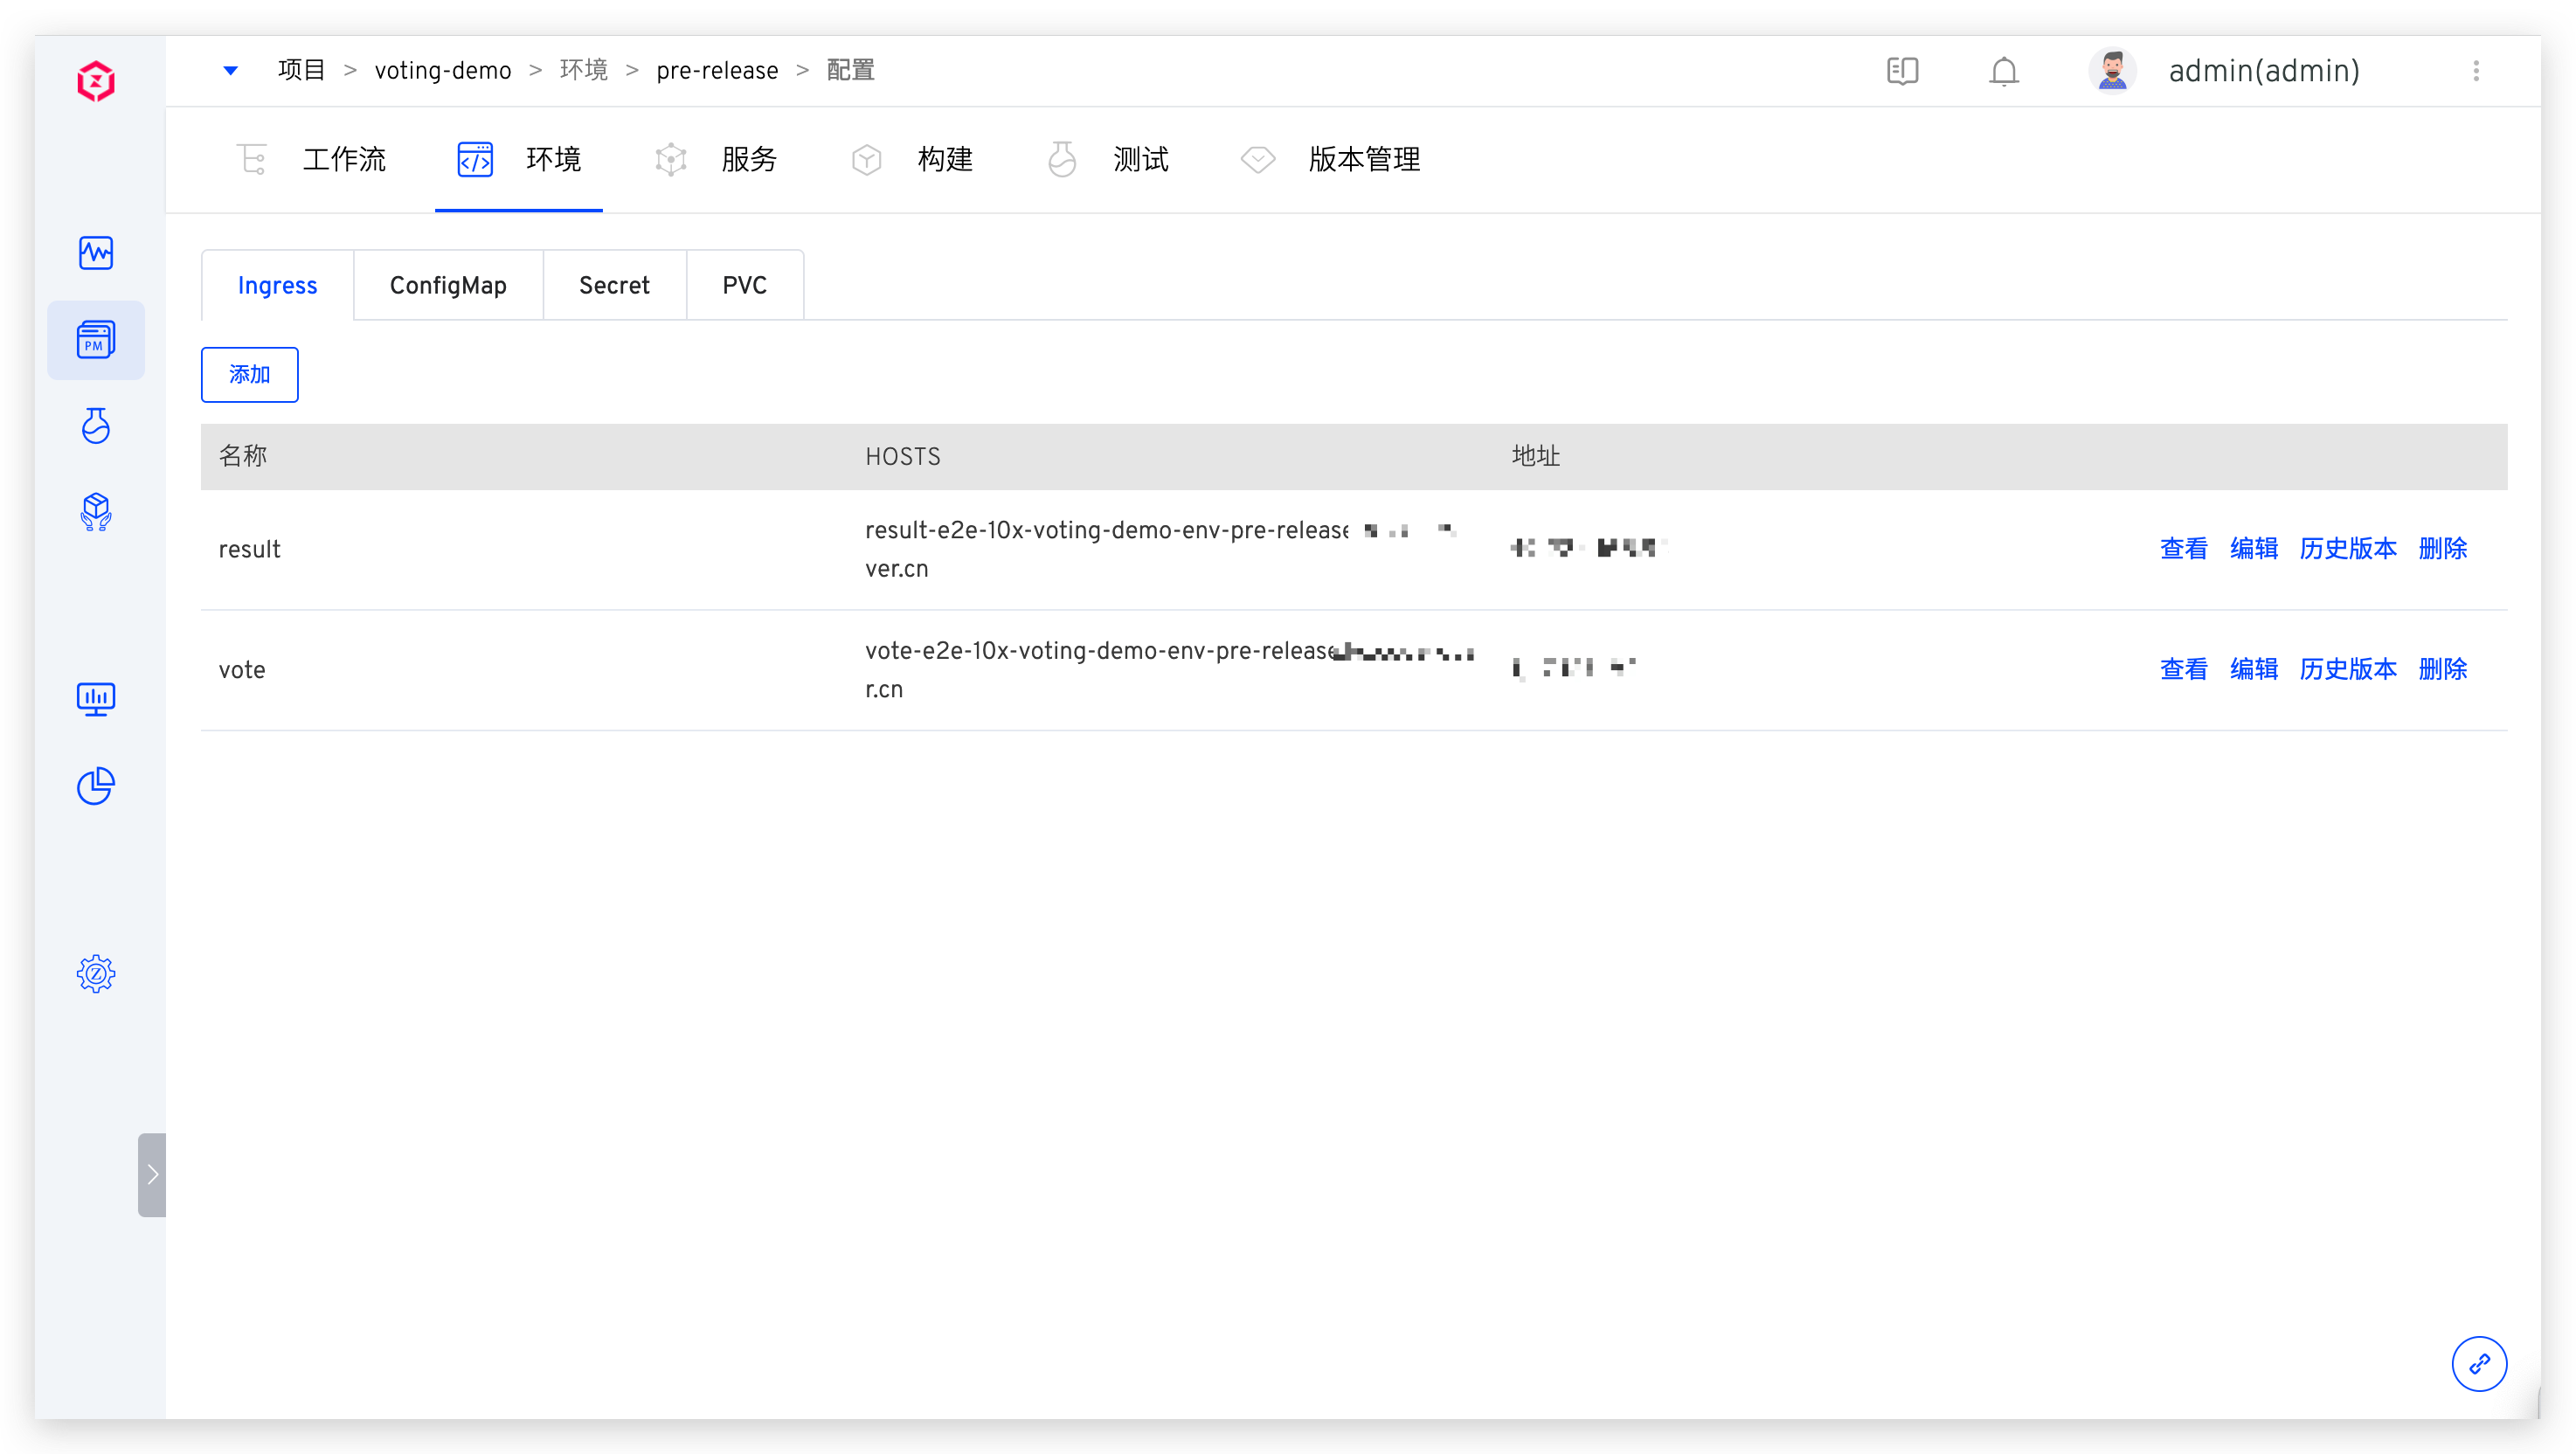 项目 > voting-demo > 环境 > pre-release > 配置
admin(admin)
工作流 环境 服务 构建 测试 版本管理
PM
Ingress ConfigMap Secret PVC
添加
名称 HOSTS 地址
result-e2e-10x-voting-demo-env-pre-release
ver.cn
result 查看 编辑 历史版本 删除
vote-e2e-10x-voting-demo-env-pre-release
r.cn
vote 查看 编辑 历史版本 删除